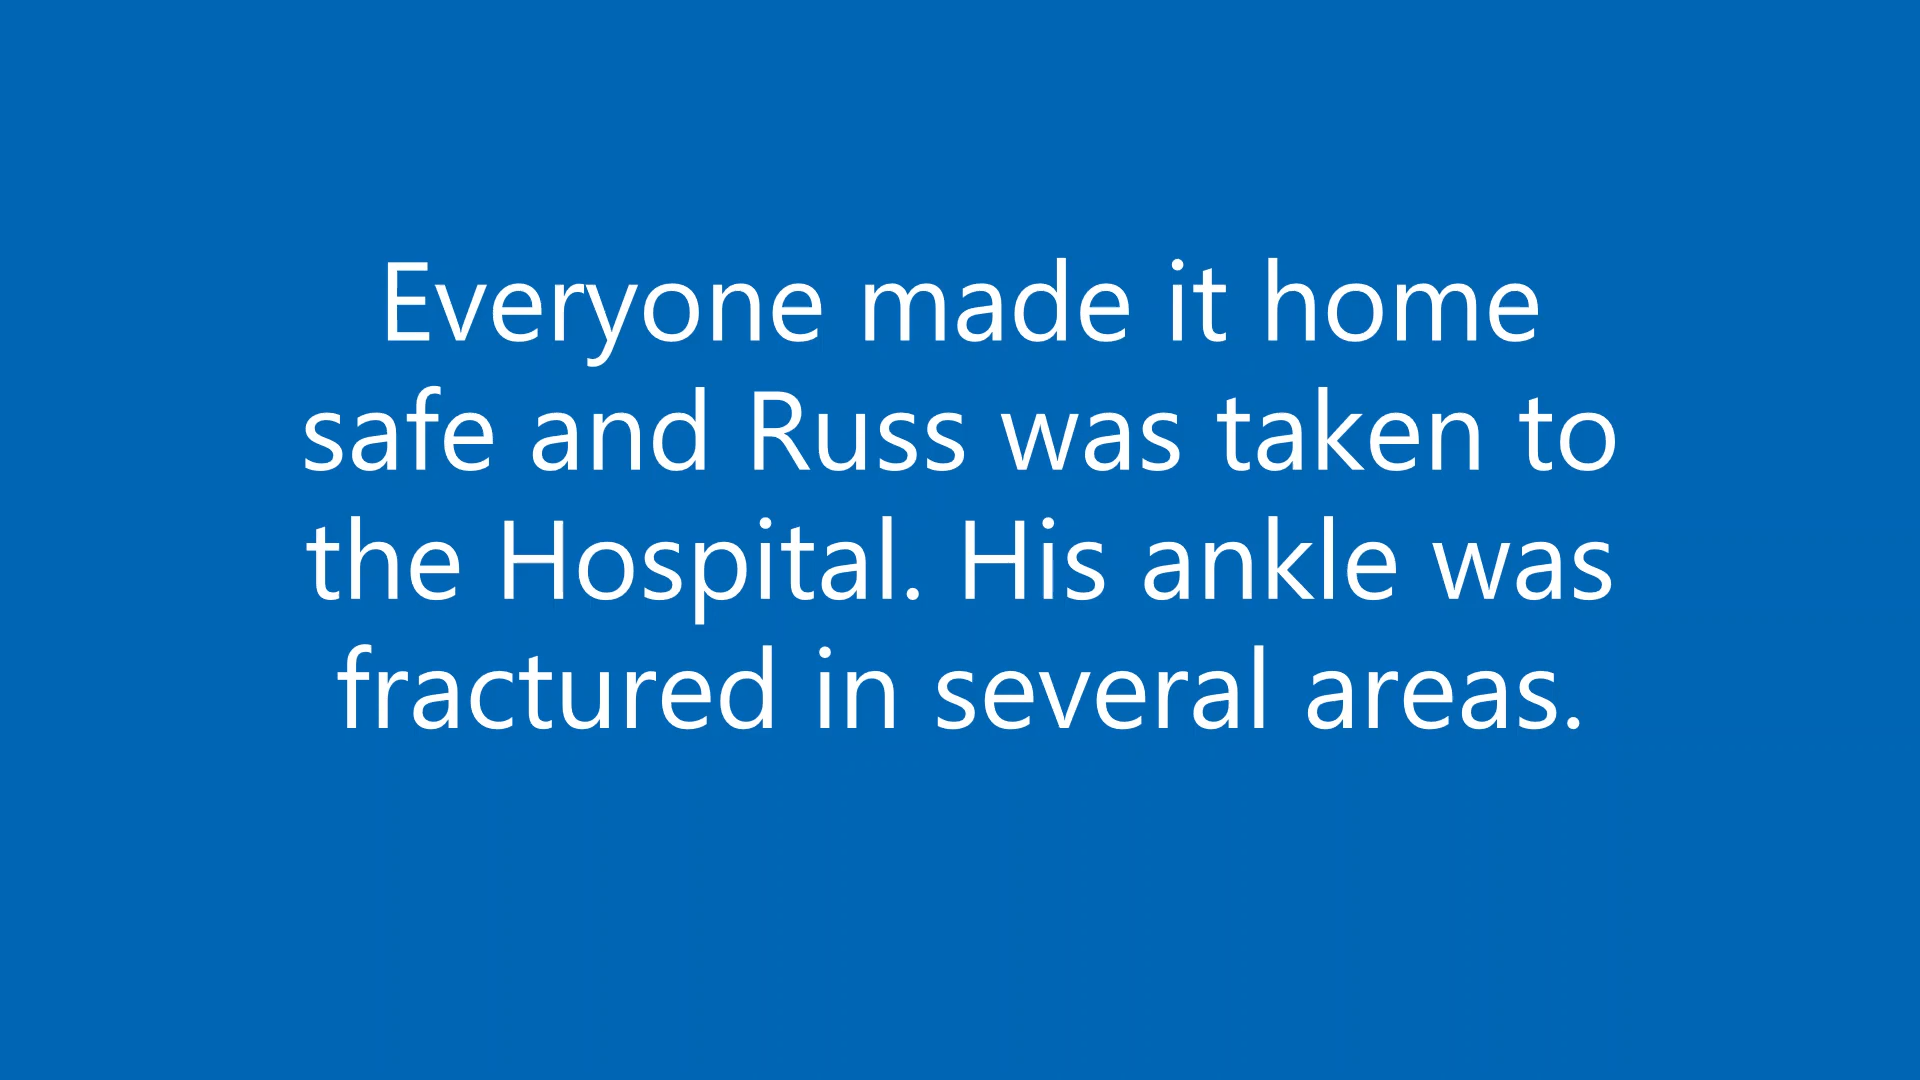 Everyone made it home
safe and Russ was taken to
the Hospital. His ankle was
fractured in several areas.